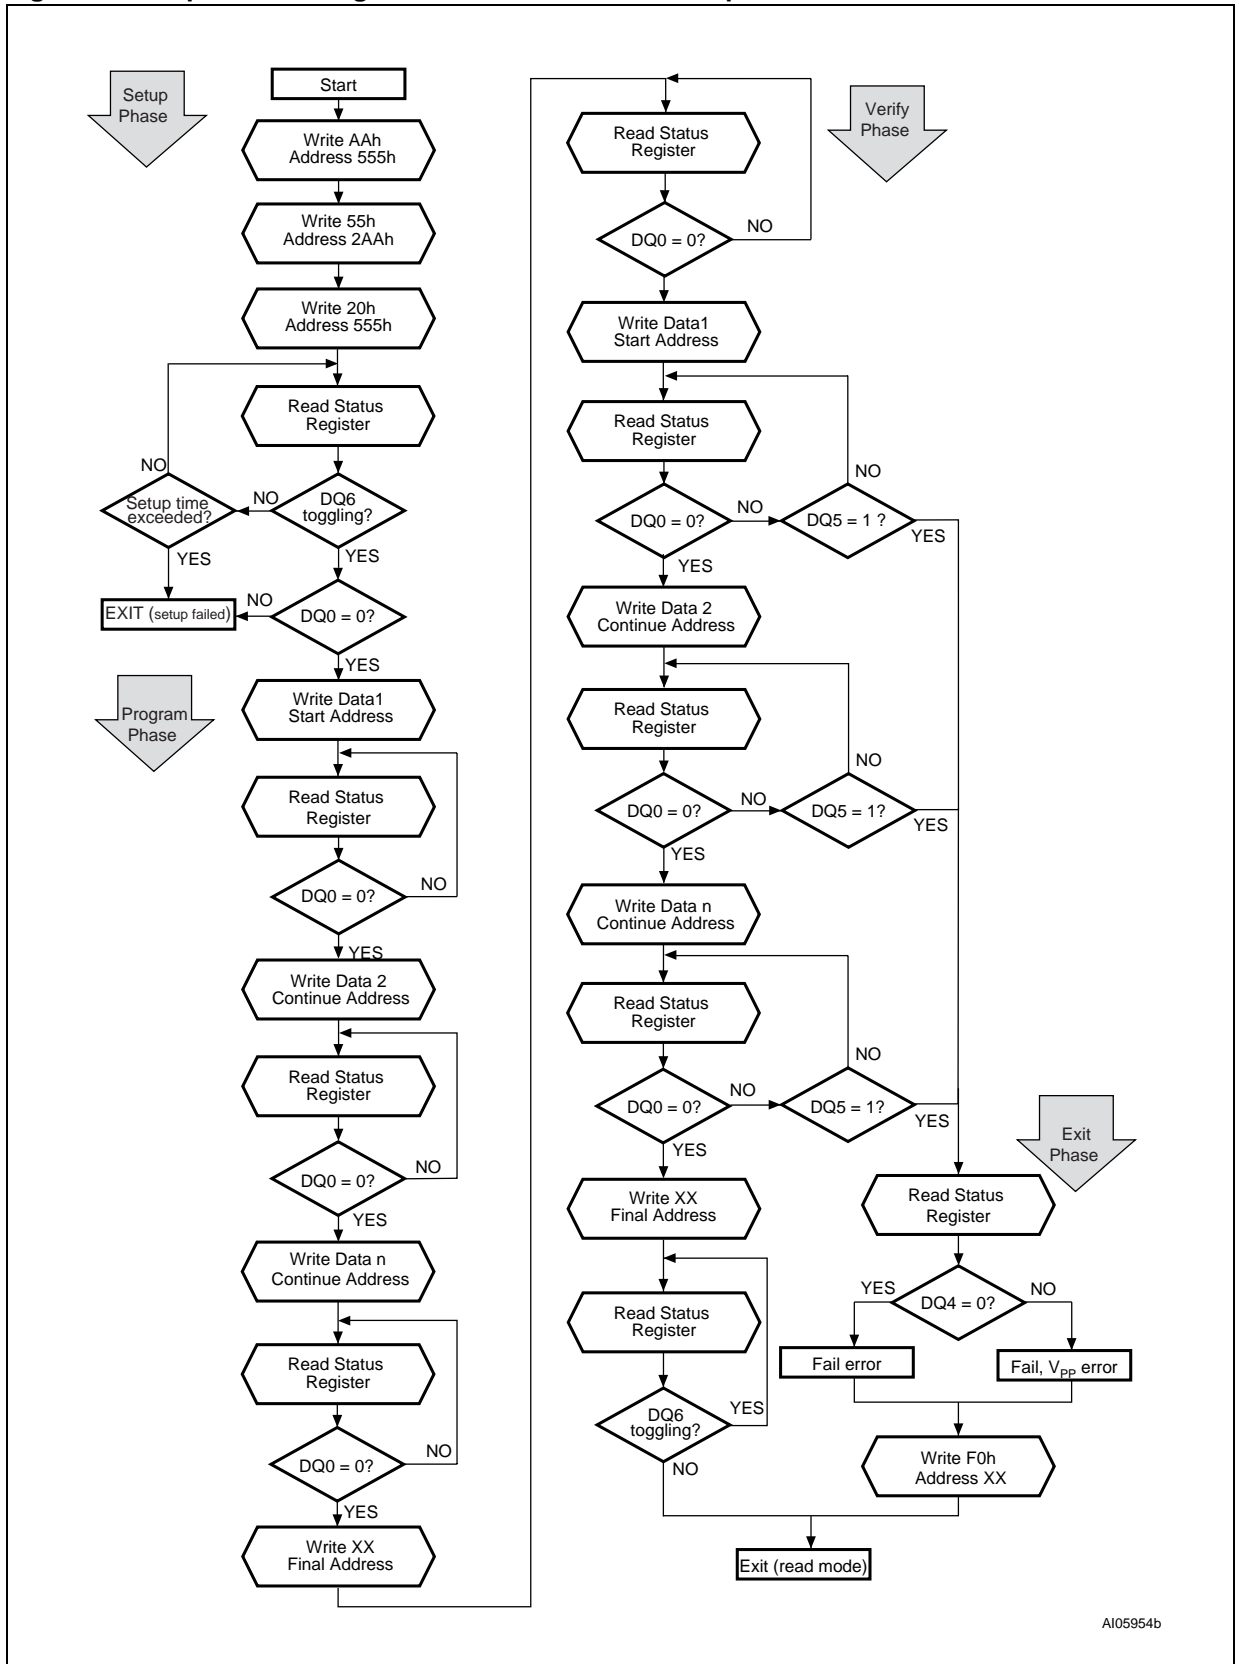 Start
Setup
Phase
Write AAh
Address 555h
Write 55h
Address 2AAh
Write 20h
Address 555h
Read Status
Register
NO
Setup time
exceeded?
NO
DQ6
toggling?
YES
YES
EXIT (setup failed)
NO
DQ0 = 0?
YES
Program
Phase
Write Data1
Start Address
Read Status
Register
DQ0 = 0?
NO
YES
Write Data 2
Continue Address
Read Status
Register
DQ0 = 0?
NO
YES
Write Data n
Continue Address
Read Status
Register
DQ0 = 0?
NO
YES
Write XX
Final Address
Verify
Phase
Read Status
Register
DQ0 = 0?
NO
Write Data1
Start Address
Read Status
Register
NO
DQ0 = 0?
NO
DQ5 = 1 ?
YES
YES
Write Data 2
Continue Address
Read Status
Register
NO
DQ0 = 0?
NO
DQ5 = 1?
YES
YES
Write Data n
Continue Address
Read Status
Register
NO
DQ0 = 0?
NO
DQ5 = 1?
YES
YES
Write XX
Final Address
Read Status
Register
DQ6
toggling?
YES
NO
Exit
Phase
Read Status
Register
YES
DQ4 = 0?
NO
Fail error
Fail, VPP error
Write F0h
Address XX
Exit (read mode)
AI05954b